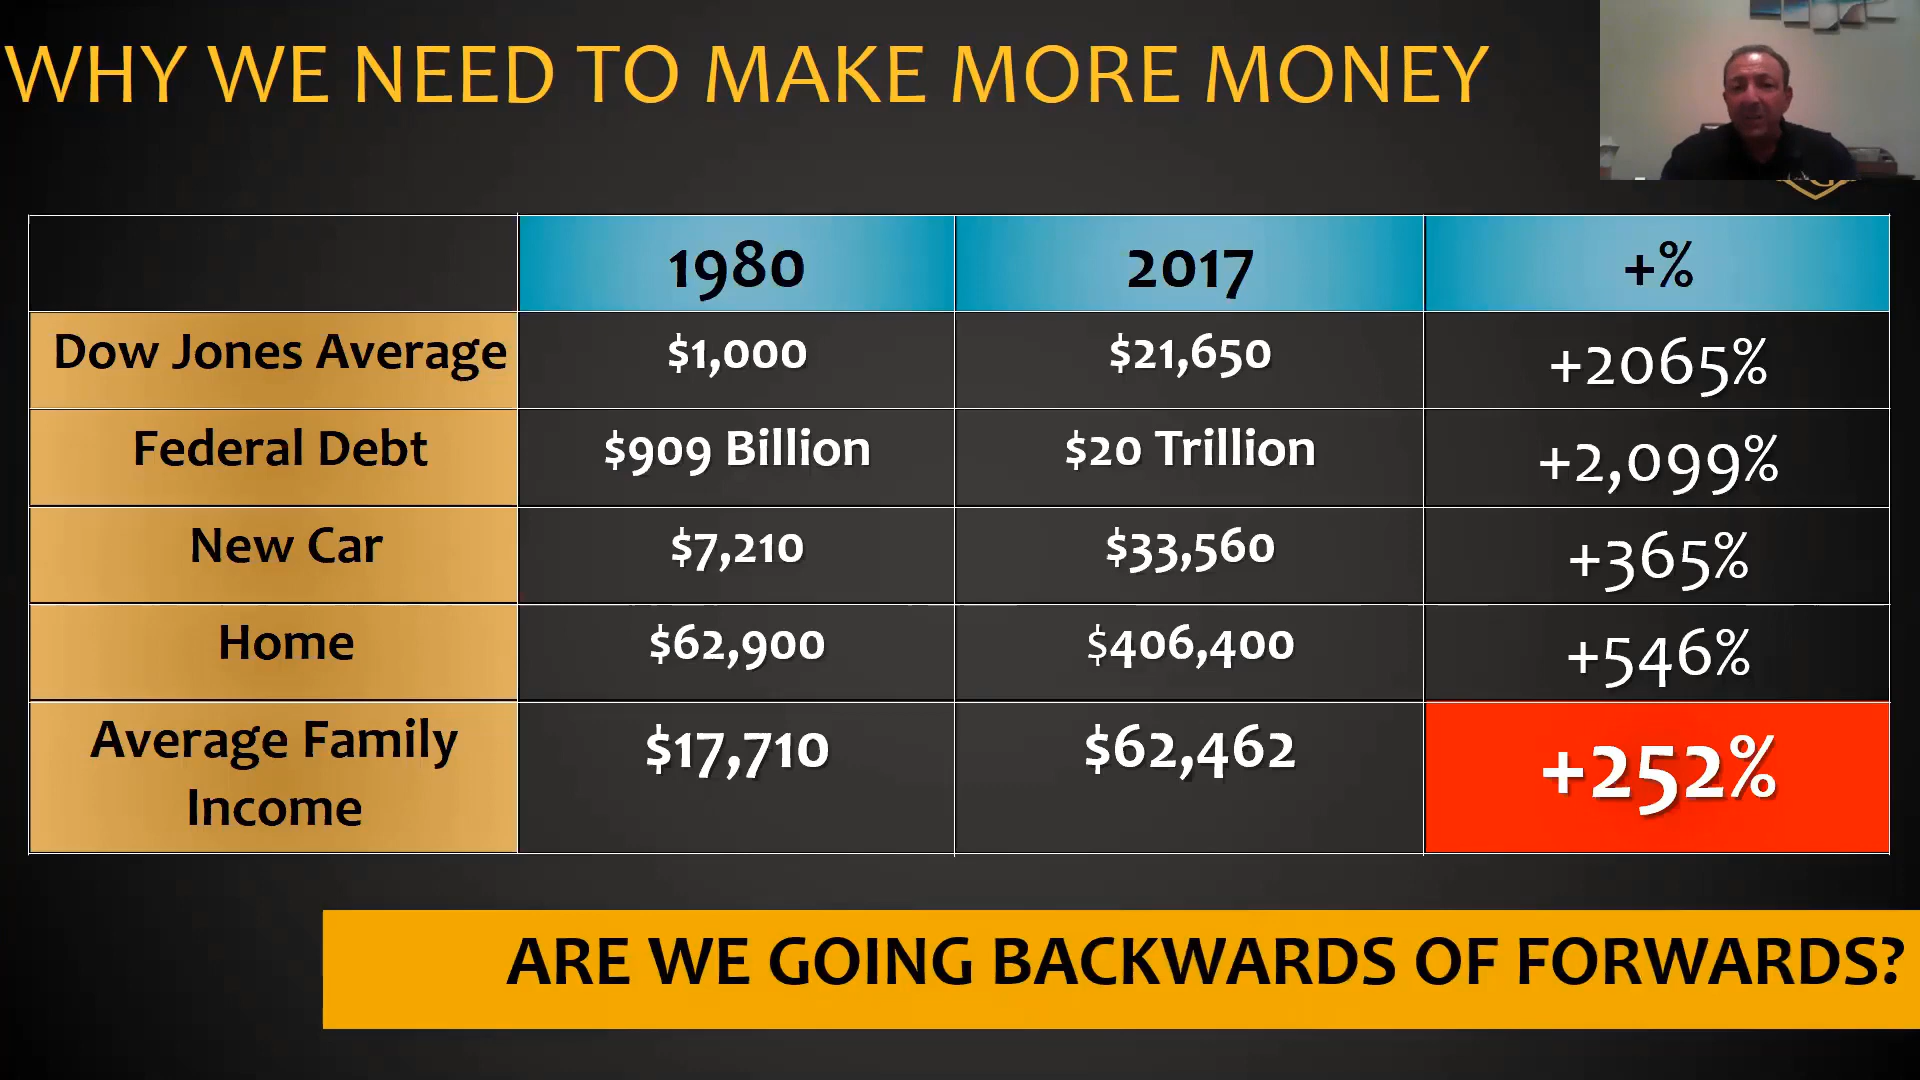 WHY WE NEED TO MAKE MORE MONEY
1980 2017 +%
Dow Jones Average $1,000 $21,650 +2065%
Federal Debt $909 Billion $20 Trillion +2,099%
New Car $7,210 $33,560 +365%
Home $62,900 $406,400 +546%
Average Family
Income $17,710 $62,462 +252%
ARE WE GOING BACKWARDS OF FORWARDS?